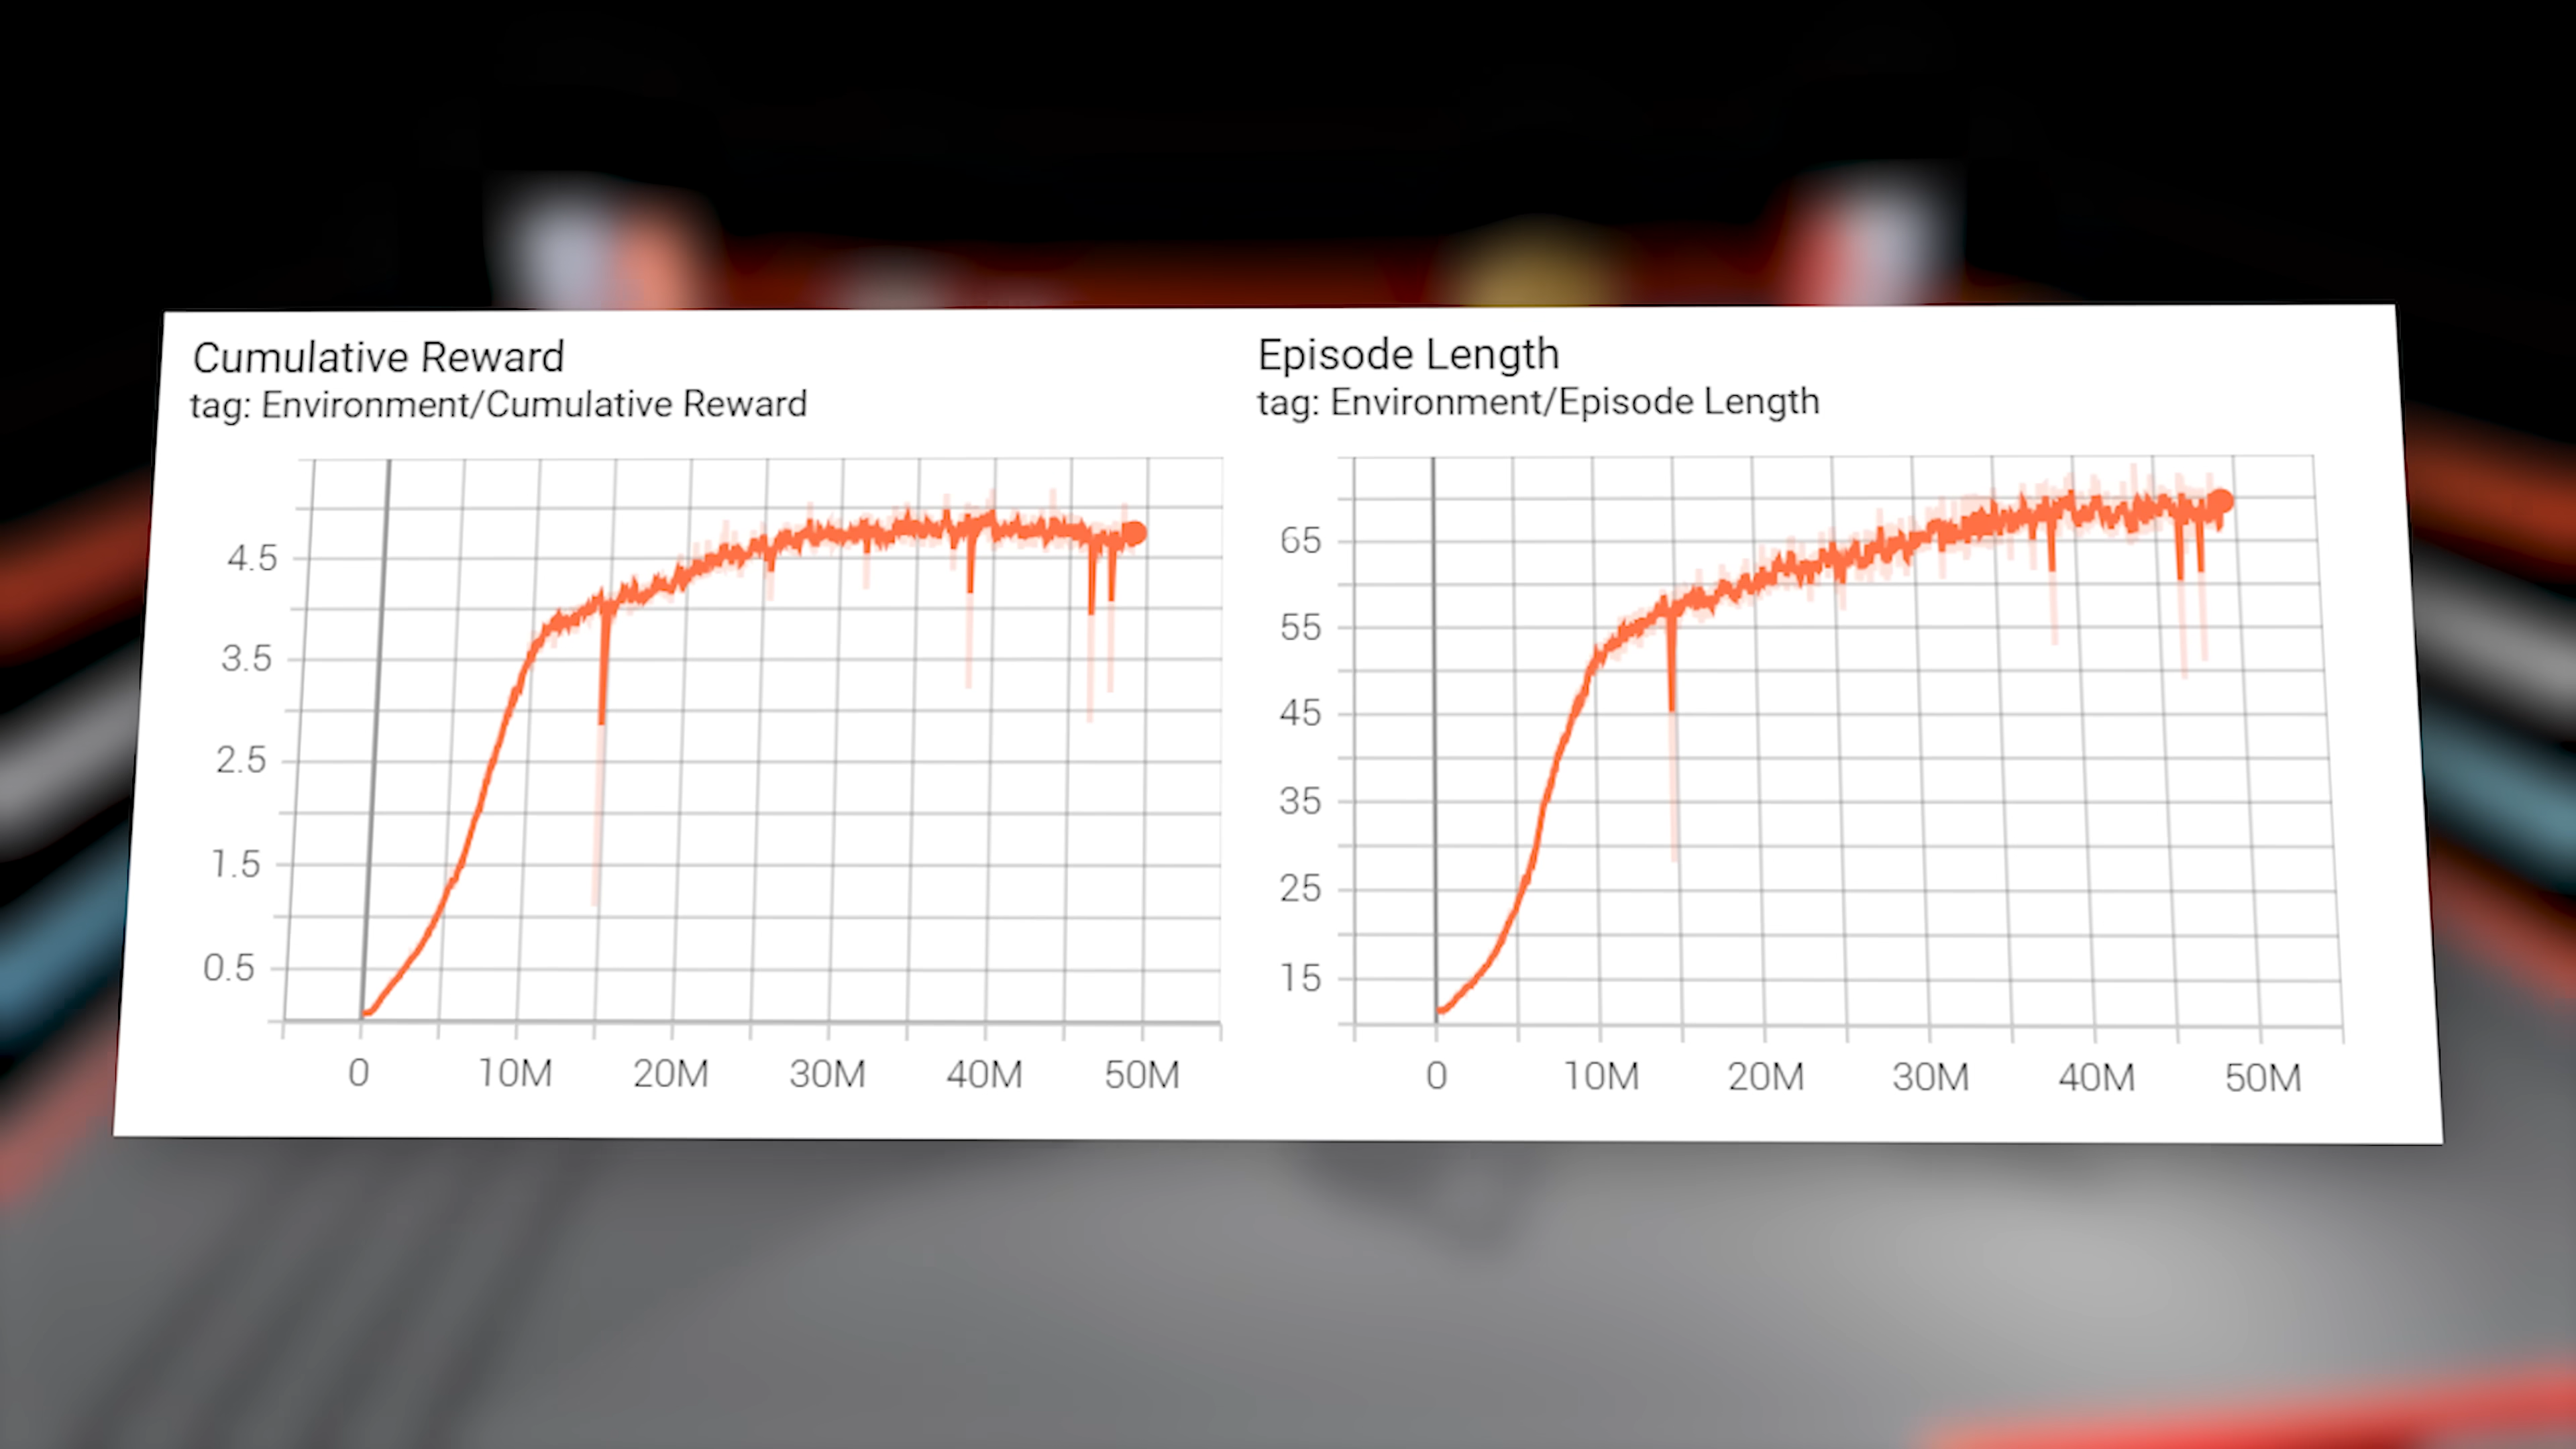 Cumulative Reward
tag: Environment/Cumulative Reward
4.5
3.5
2.5
1.5
0.5
0
10M
20M
30M
40M
50M
Episode Length
tag: Environment/Episode Length
65
55
45
35
25
15
0
10M
20M
30M
40M
50M